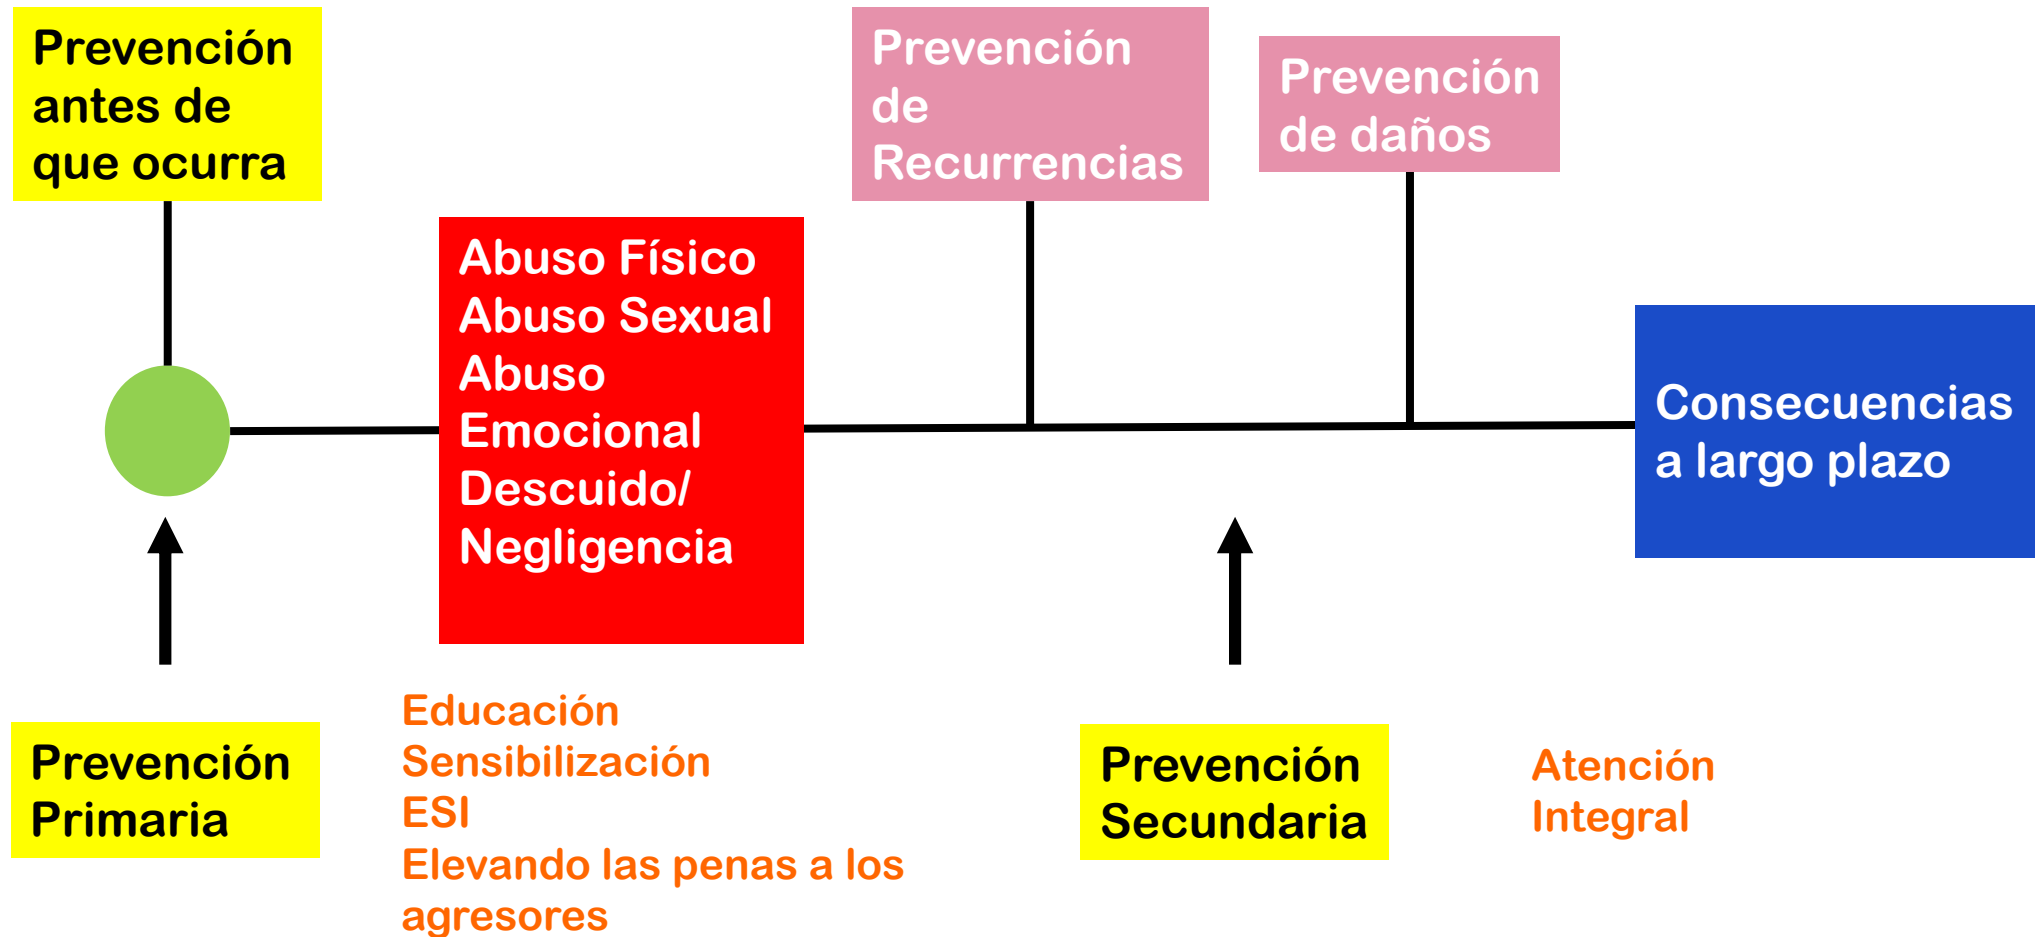 Prevención
antes de
que ocurra
Prevención
de
Recurrencias
Prevención
de daños
Abuso Físico
Abuso Sexual
Abuso
Emocional
Descuido/
Negligencia
Consecuencias
a largo plazo
Prevención
Primaria
Educación
Sensibilización
ESI
Elevando las penas a los
agresores
Prevención
Secundaria
Atención
Integral